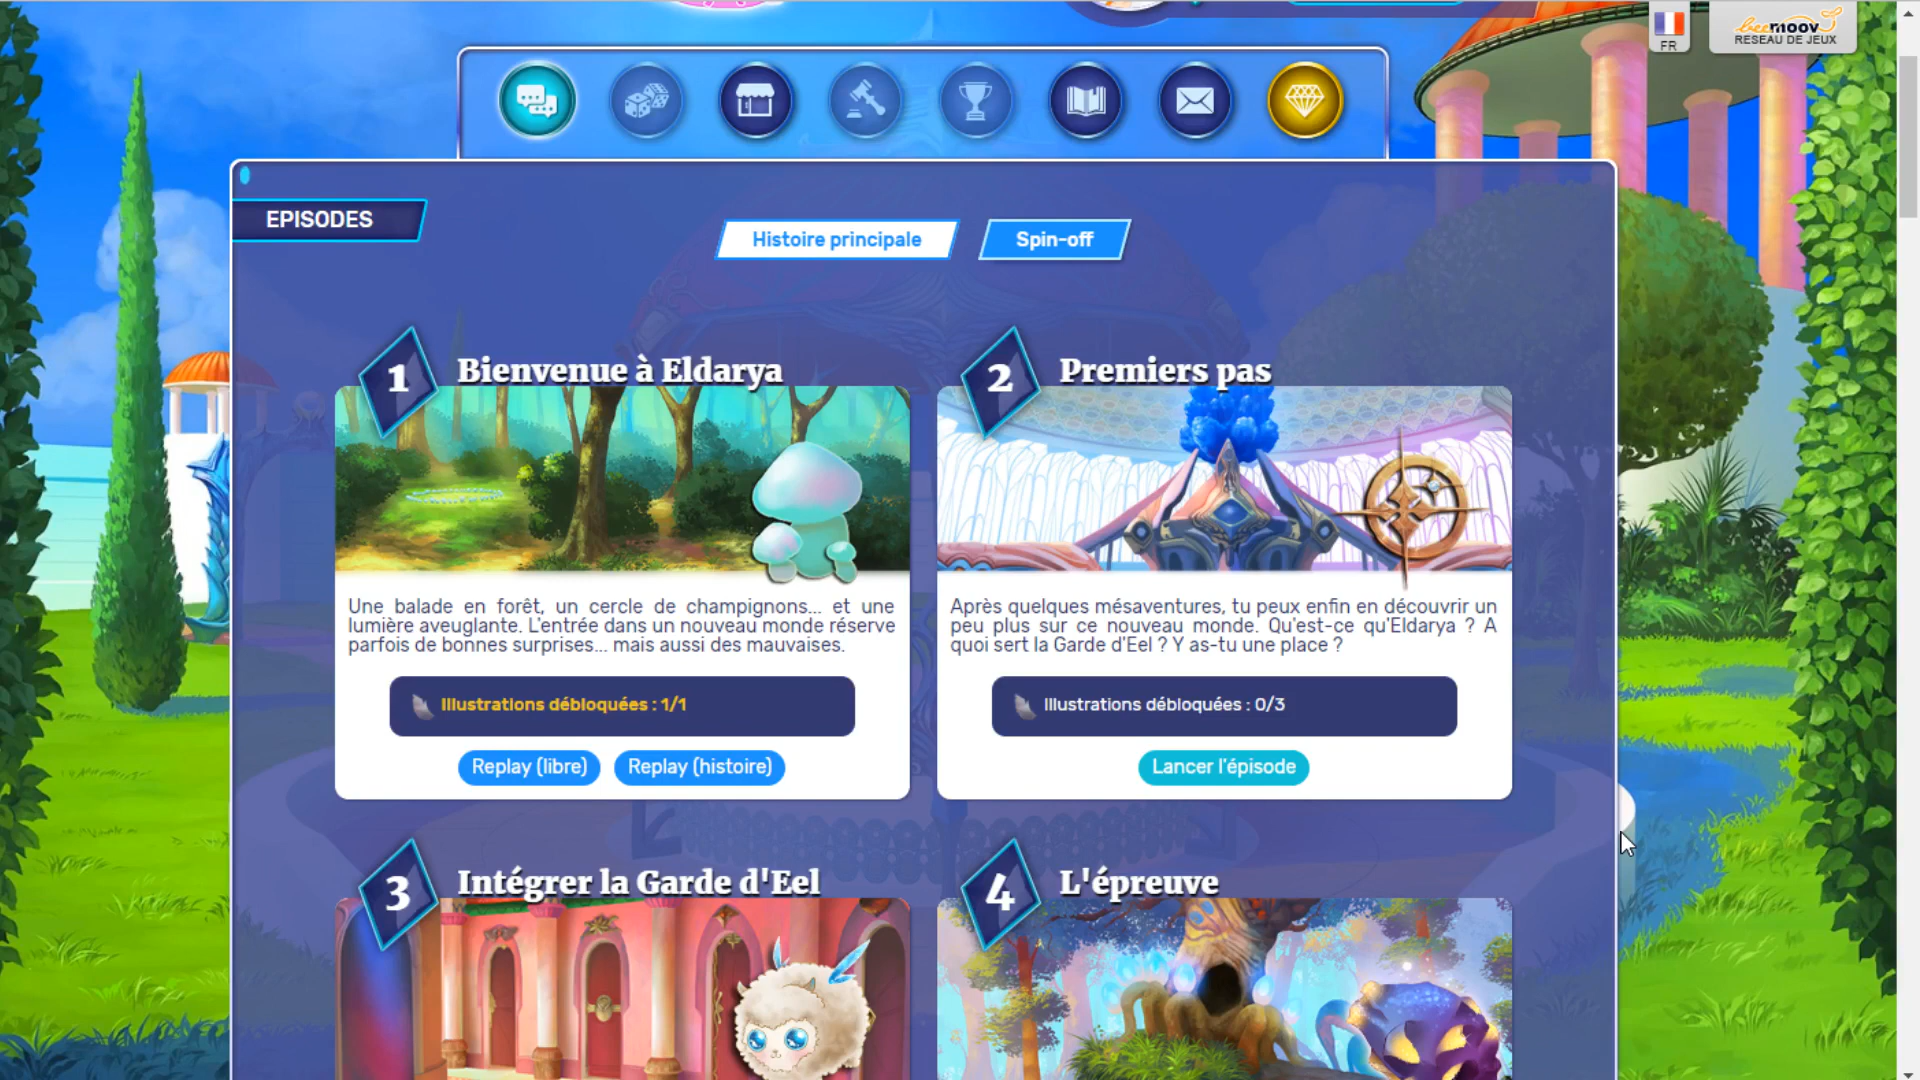 FR
beemoov
RESEAU DE JEUX
EPISODES
Histoire principale
Spin-off
1
Bienvenue à Eldarya
Une balade en forêt, un cercle de champignons... et une
lumière aveuglante. L'entrée dans un nouveau monde réserve
parfois de bonnes surprises... mais aussi des mauvaises.
Illustrations débloquées : 1/1
Replay (libre)
Replay (histoire)
2
Premiers pas
Après quelques mésaventures, tu peux enfin en découvrir un
peu plus sur ce nouveau monde. Qu'est-ce qu'Eldarya ? A
quoi sert la Garde d'Eel ? Y as-tu une place ?
Illustrations débloquées : 0/3
Lancer l'épisode
3
Intégrer la Garde d'Eel
4
L'épreuve